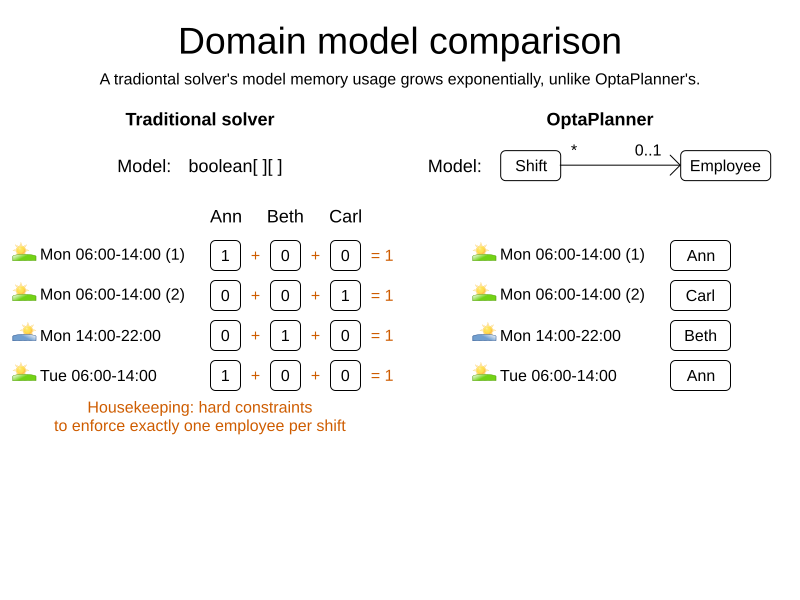 Domain model comparison
A tradiontal solver's model memory usage grows exponentially, unlike OptaPlanner's.
Traditional solver
Model: boolean[ ][ ]
Ann Beth Carl
Mon 06:00-14:00 (1) 1 + 0 + 0 = 1
Mon 06:00-14:00 (2) 0 + 0 + 1 = 1
Mon 14:00-22:00 0 + 1 + 0 = 1
Tue 06:00-14:00 1 + 0 + 0 = 1
Housekeeping: hard constraints
to enforce exactly one employee per shift
OptaPlanner
Model: Shift * 0..1 Employee
Mon 06:00-14:00 (1) Ann
Mon 06:00-14:00 (2) Carl
Mon 14:00-22:00 Beth
Tue 06:00-14:00 Ann